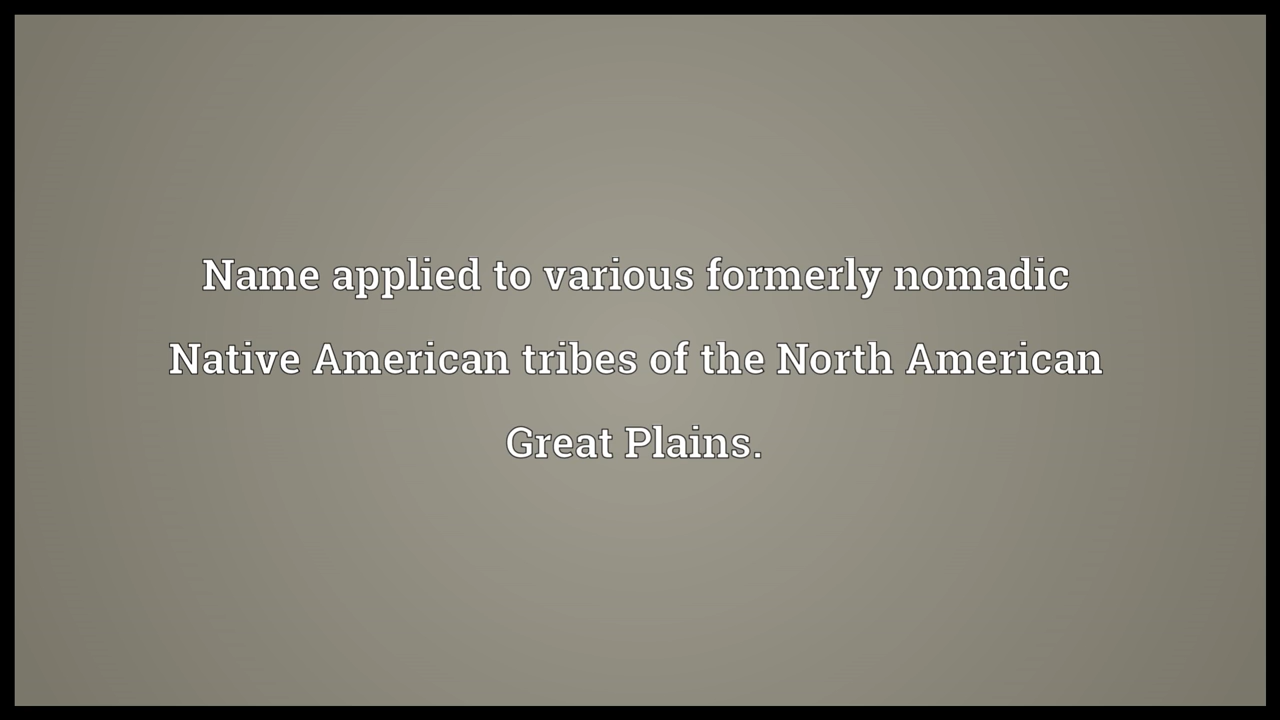 Name applied to various formerly nomadic
Native American tribes of the North American
Great Plains.